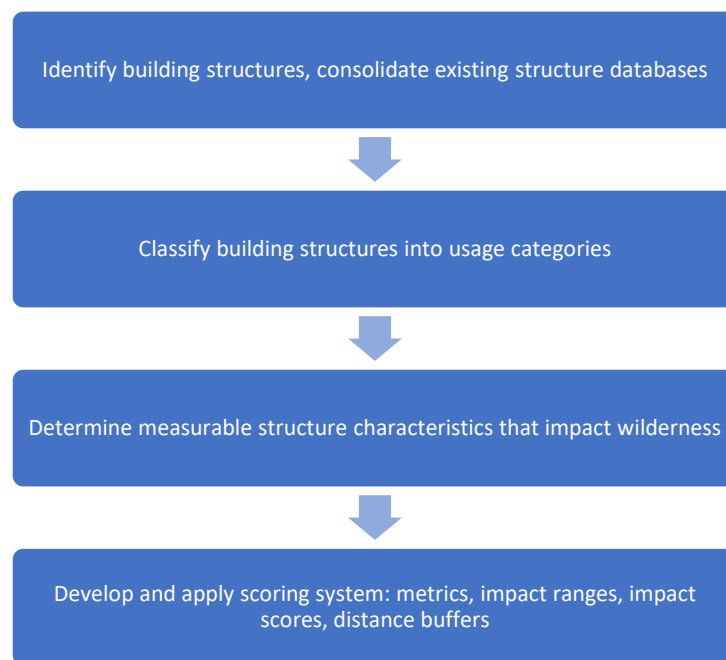 Identify building structures, consolidate existing structure databases
Classify building structures into usage categories
Determine measurable structure characteristics that impact wilderness
Develop and apply scoring system: metrics, impact ranges, impact
scores, distance buffers